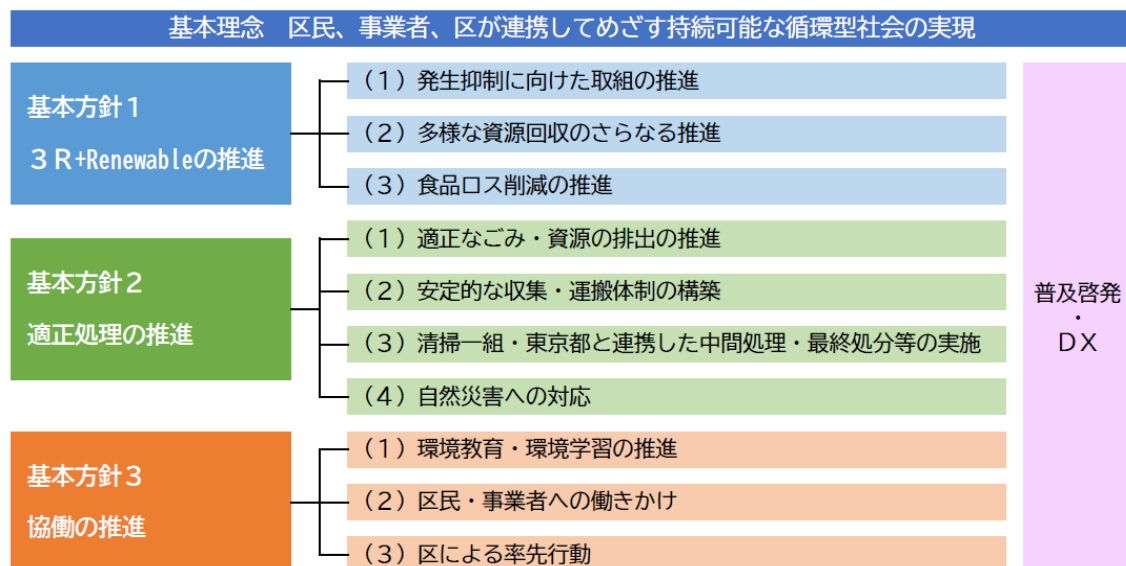 基本理念 区民、事業者、区が連携してめざす持続可能な循環型社会の実現
基本方針１
３Ｒ+Renewableの推進
（１）発生抑制に向けた取組の推進
（２）多様な資源回収のさらなる推進
（３）食品ロス削減の推進
基本方針２
適正処理の推進
（１）適正なごみ・資源の排出の推進
（２）安定的な収集・運搬体制の構築
（３）清掃一組・東京都と連携した中間処理・最終処分等の実施
（４）自然災害への対応
基本方針３
協働の推進
（１）環境教育・環境学習の推進
（２）区民・事業者への働きかけ
（３）区による率先行動
普及啓発
・
ＤＸ